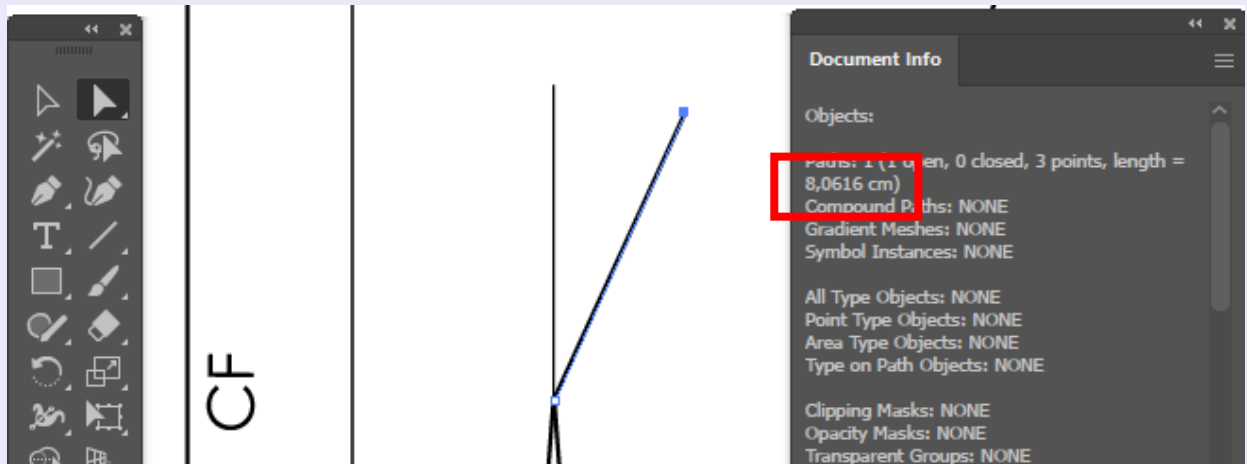 CF
Document Info
Objects:
Paths: 1 (1 open, 0 closed, 3 points, length =
8,0616 cm)
Compound Paths: NONE
Gradient Meshes: NONE
Symbol Instances: NONE
All Type Objects: NONE
Point Type Objects: NONE
Area Type Objects: NONE
Type on Path Objects: NONE
Clipping Masks: NONE
Opacity Masks: NONE
Transparent Groups: NONE